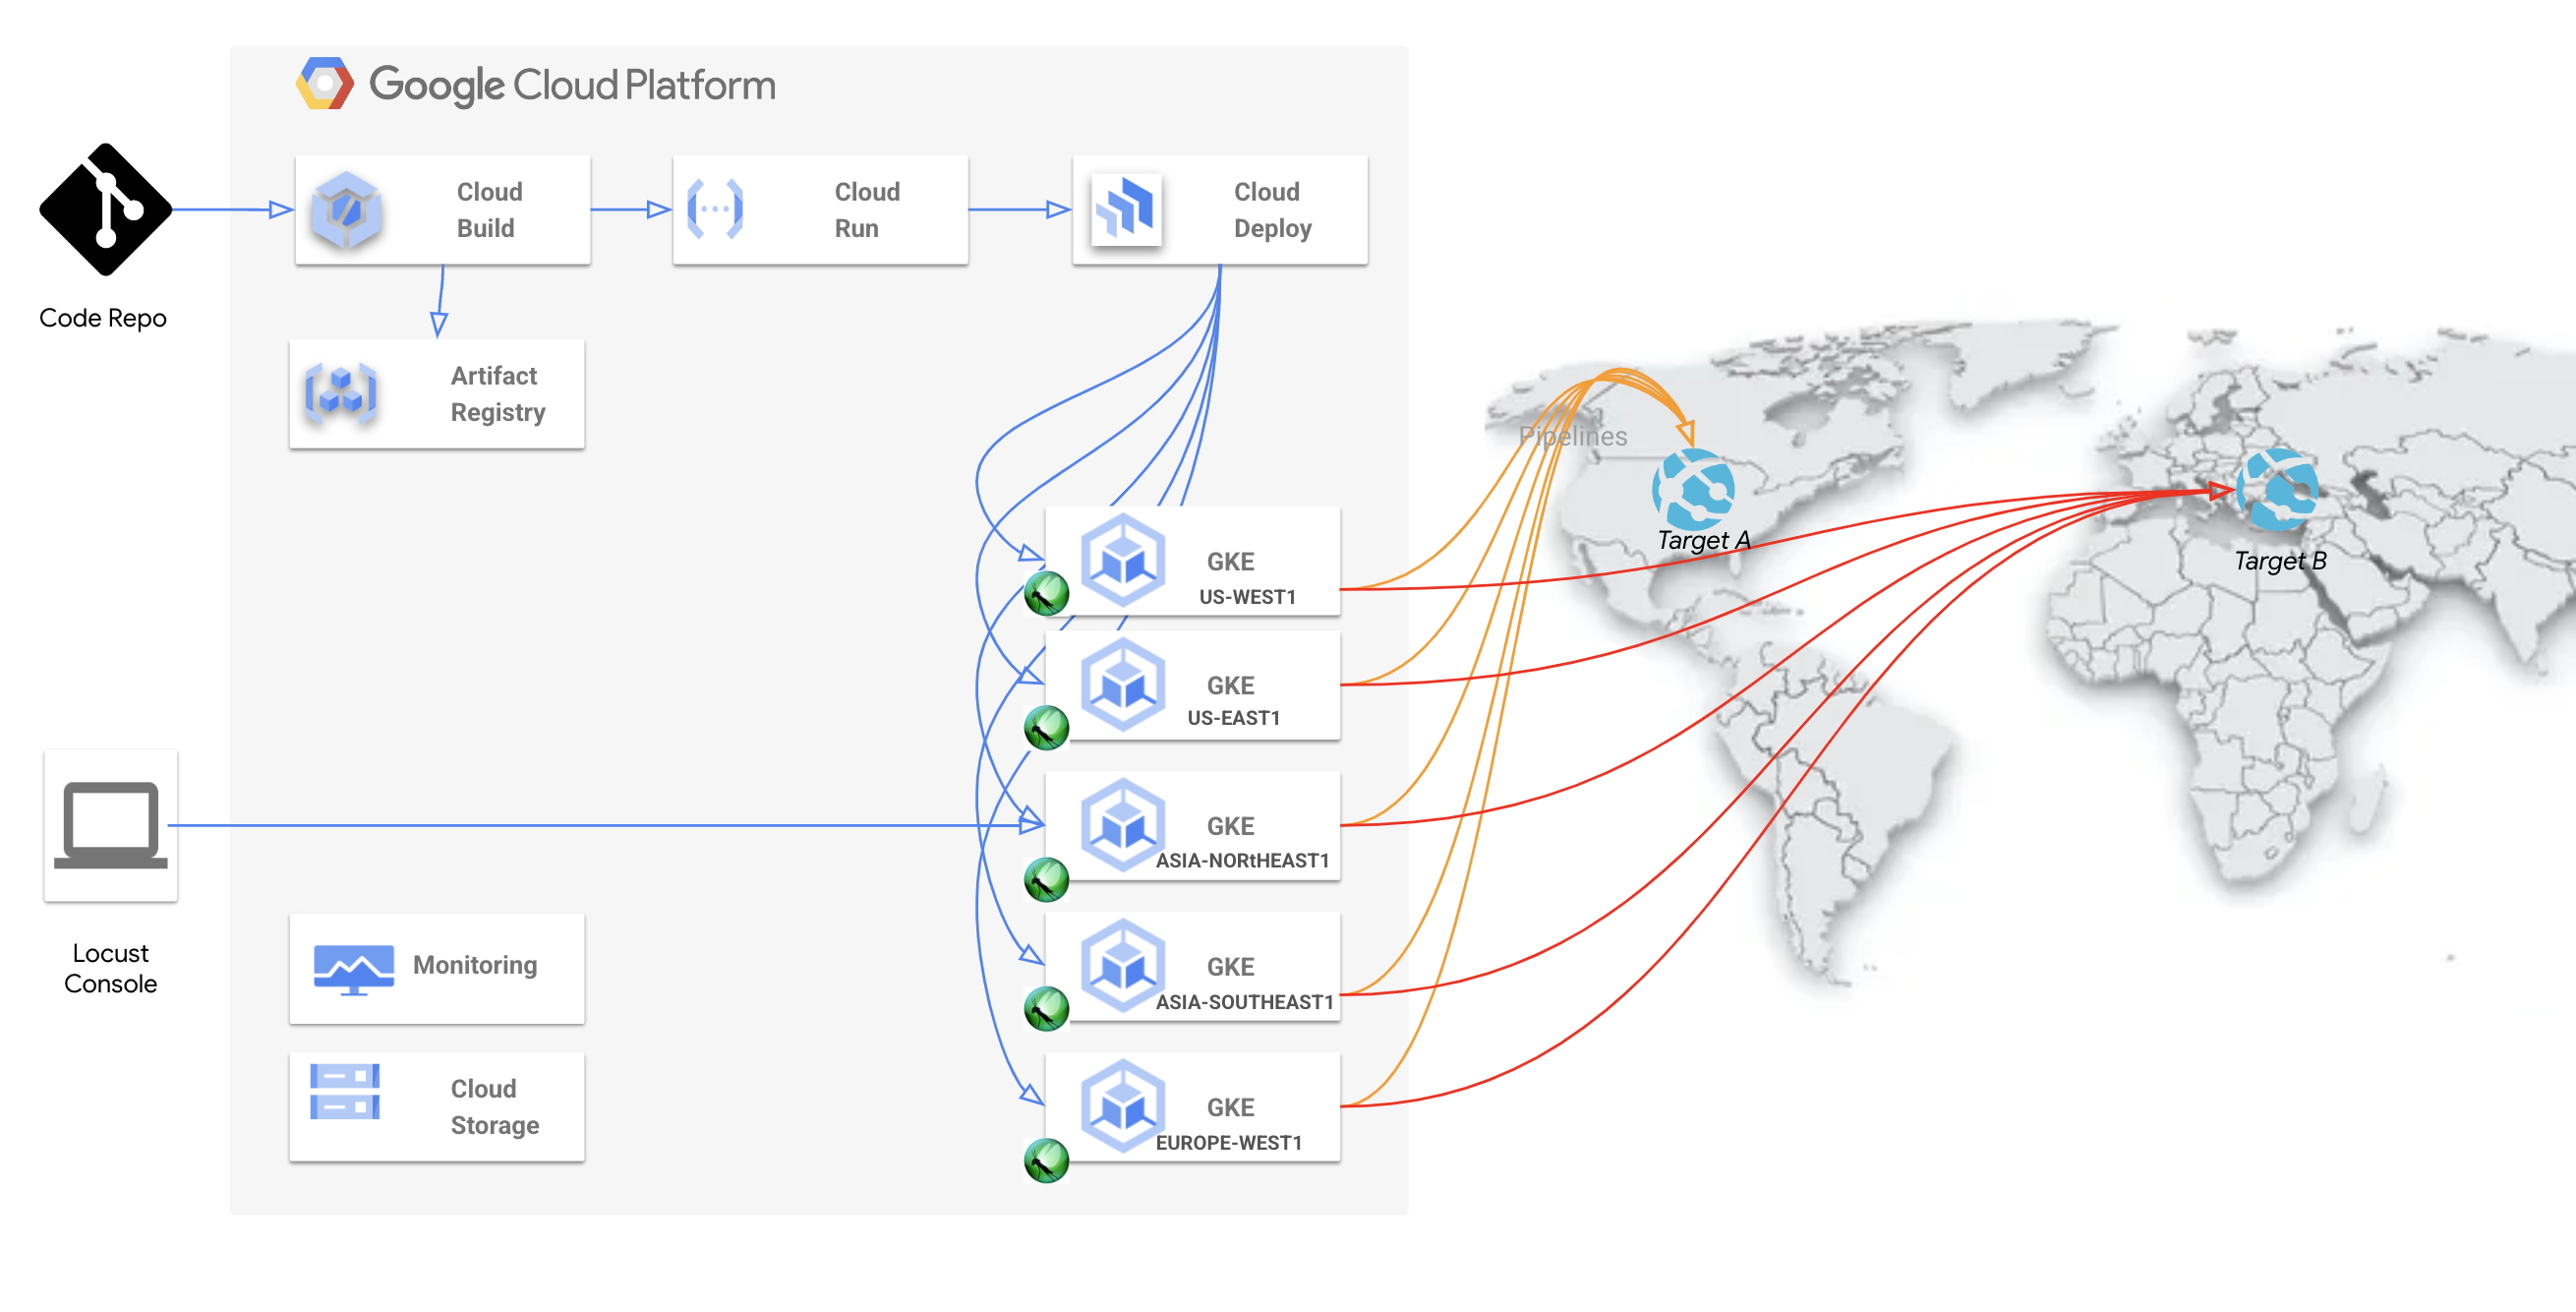 Google Cloud Platform
Cloud
Build
Cloud
Run
Cloud
Deploy
Code Repo
Artifact
Registry
Pipelines
Target A
Target B
GKE
US-WEST1
GKE
US-EAST1
GKE
ASIA-NORtHEAST1
Locust
Console
Monitoring
GKE
ASIA-SOUTHEAST1
Cloud
Storage
GKE
EUROPE-WEST1